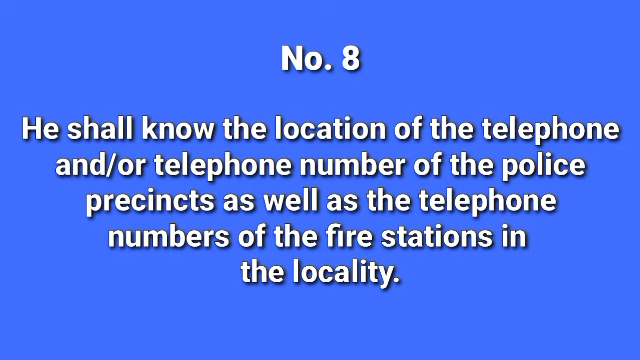 No. 8
He shall know the location of the telephone
and/or telephone number of the police
precincts as well as the telephone
numbers of the fire stations in
the locality.